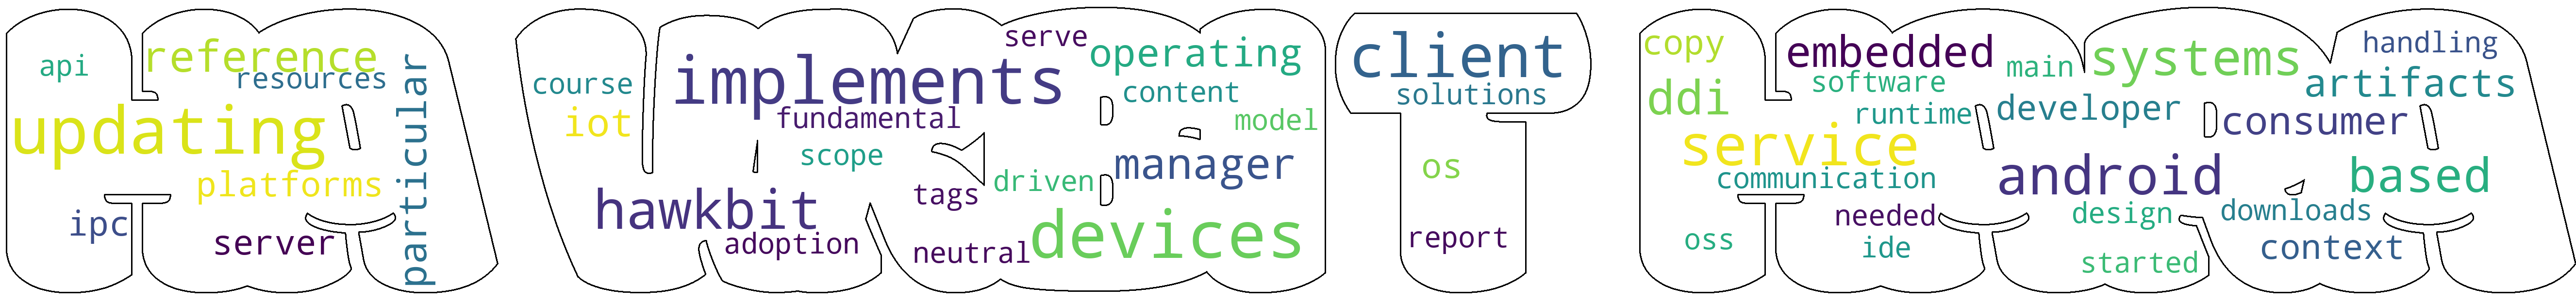 api
reference
resources
particular
updating
platforms
ipc
server
course
iot
implements
fundamental
scope
hawkbit
adoption
serve
operating
content
model
manager
tags
driven
neutral
devices
client
solutions
os
report
copy
ddi
embedded
software
runtime
service
communication
needed
ide
oss
main
systems
developer
android
design
started
handling
artifacts
consumer
based
downloads
context